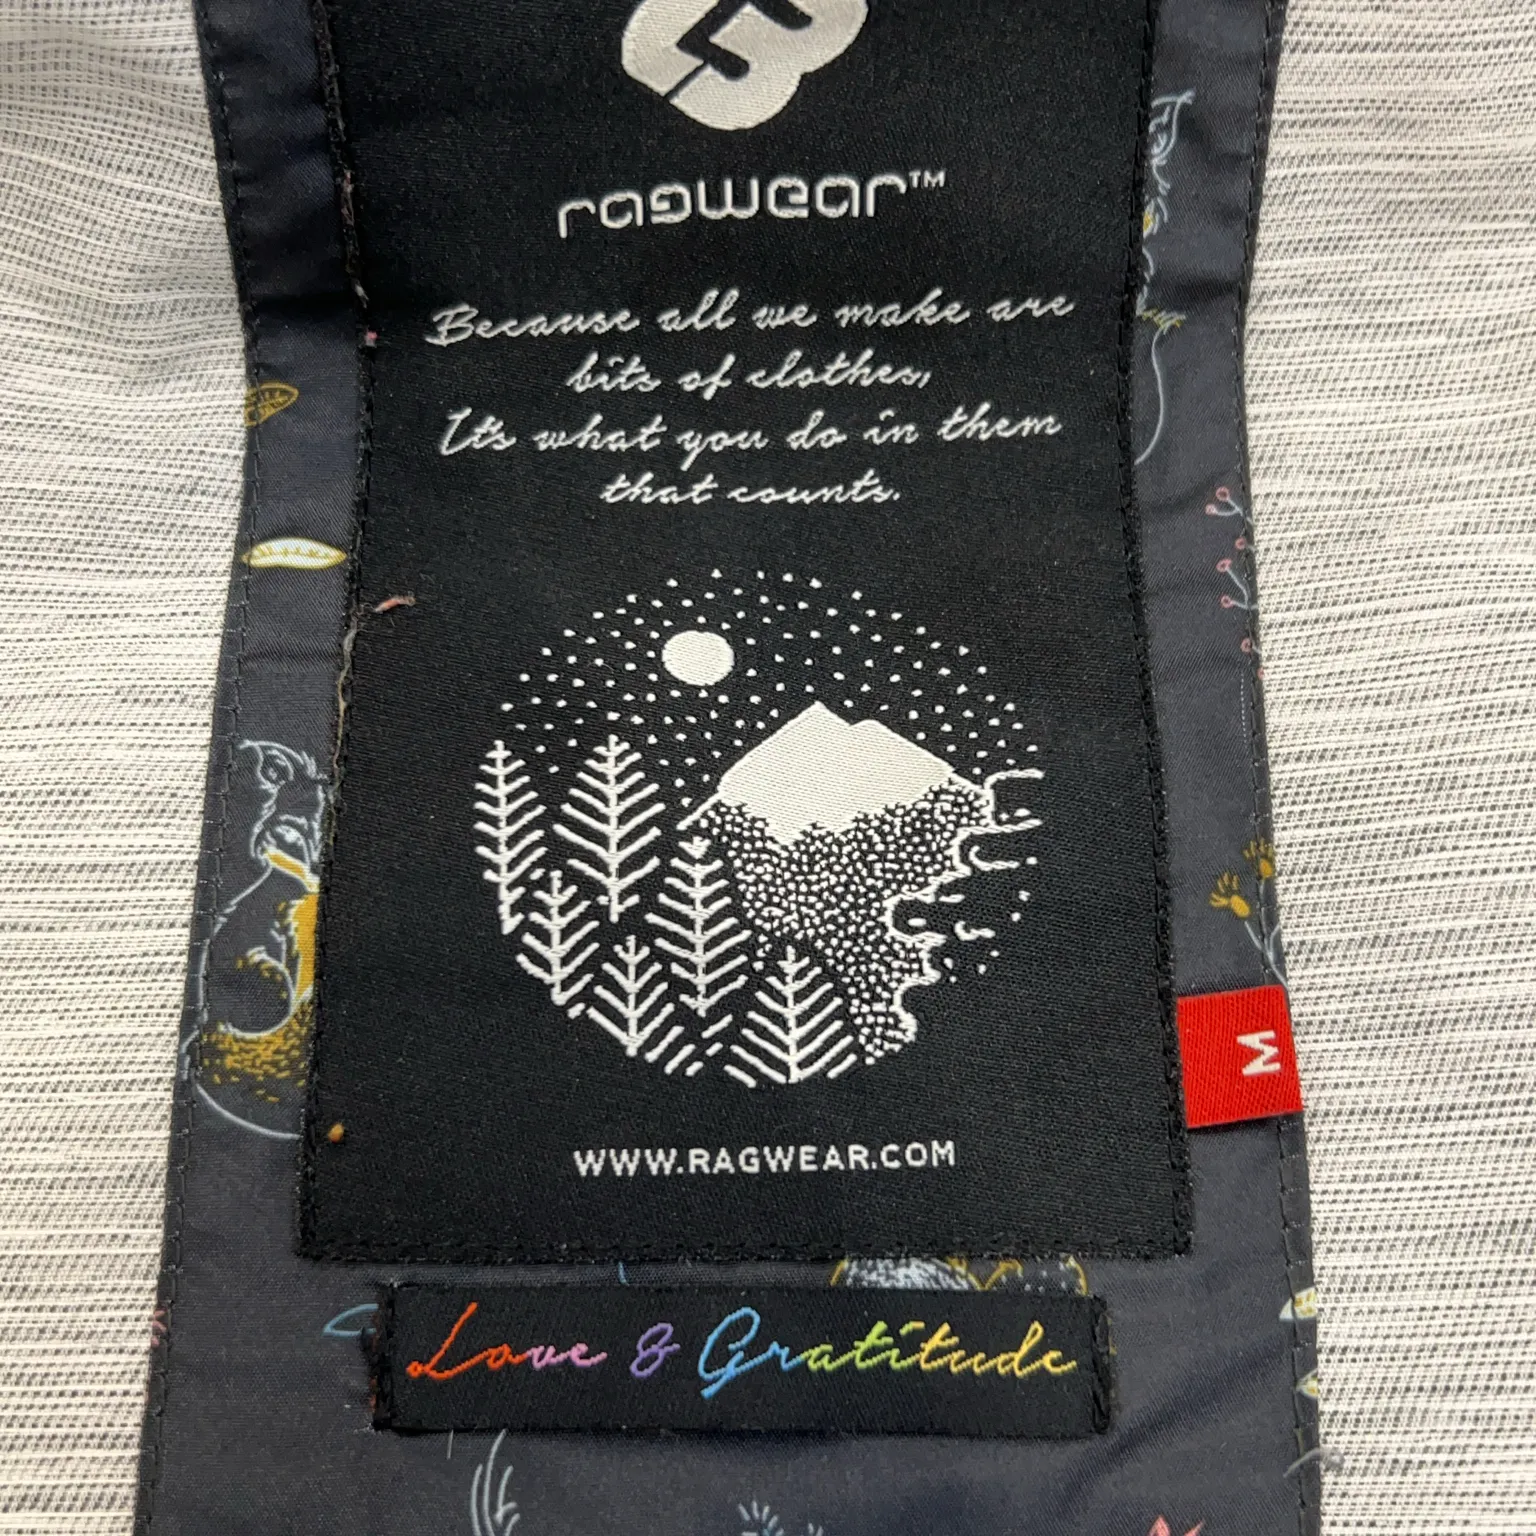 ragwear™
Because all we make are
bits of clothes,
It's what you do in them
that counts.
M
WWW.RAGWEAR.COM
Love & Gratitude